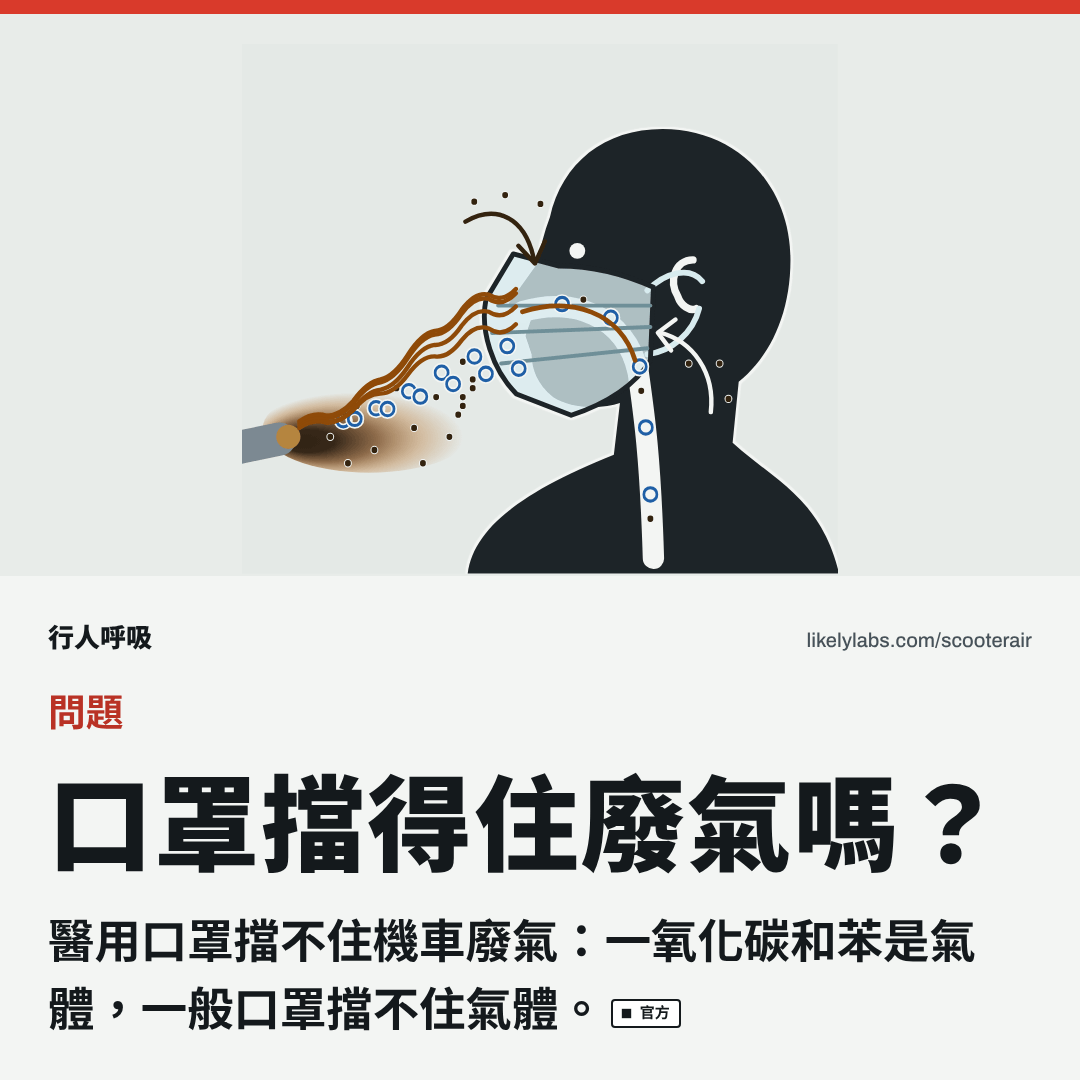 行人呼吸
likelylabs.com/scooterair
問題
口罩擋得住廢氣嗎？
醫用口罩擋不住機車廢氣：一氧化碳和苯是氣
體，一般口罩擋不住氣體。 ■ 官方